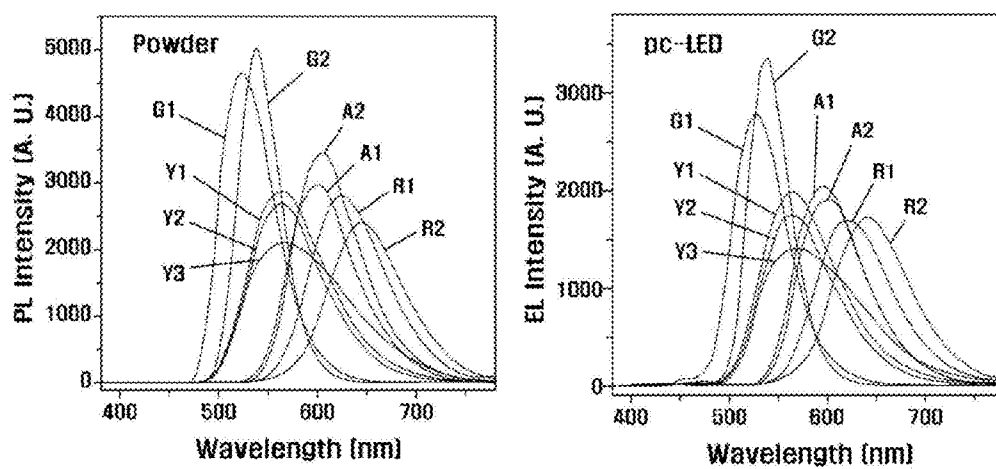 Powder
G2
G1
A2
A1
Y1
R1
Y2
R2
Y3
5000
4000
3000
2000
1000
0
400
500
600
700
PL Intensity (A. U.)
Wavelength (nm)
pc-LED
G2
A1
G1
A2
Y1
R1
Y2
R2
Y3
3000
2000
1000
0
400
500
600
700
EL Intensity (A. U.)
Wavelength (nm)